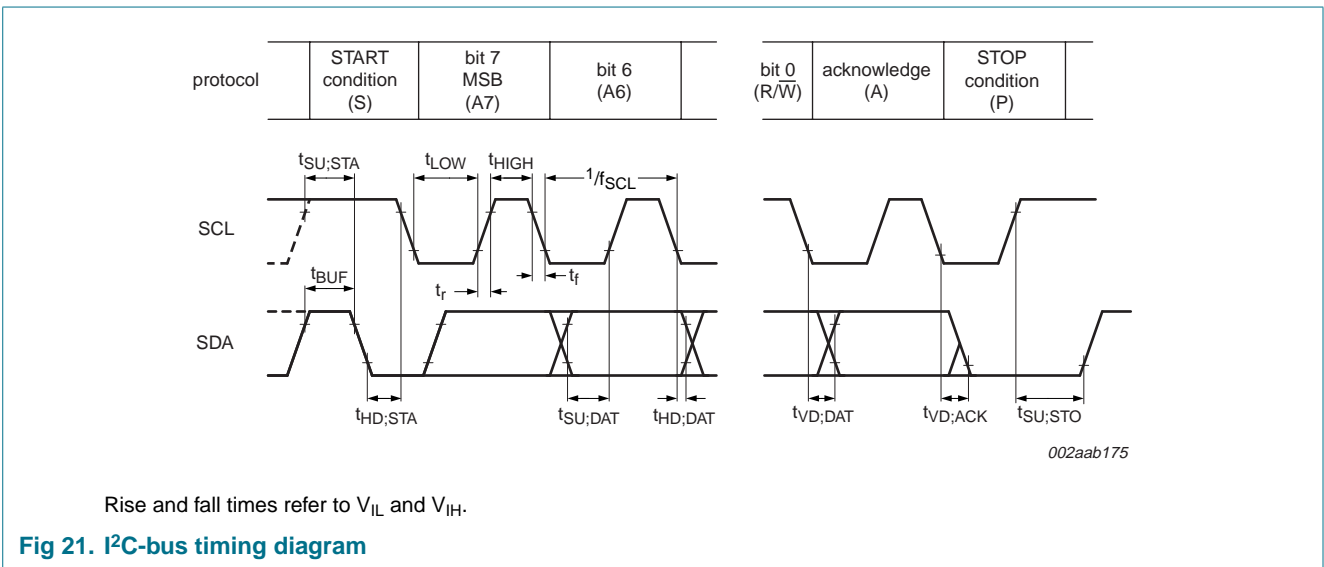 protocol
START
condition
(S)
bit 7
MSB
(A7)
bit 6
(A6)
bit 0
(R/W̅)
acknowledge
(A)
STOP
condition
(P)
tSU;STA
tLOW
tHIGH
1/fSCL
SCL
tBUF
tr
tf
SDA
tHD;STA
tSU;DAT
tHD;DAT
tVD;DAT
tVD;ACK
tSU;STO
002aab175
Rise and fall times refer to VIL and VIH.
Fig 21. I²C-bus timing diagram